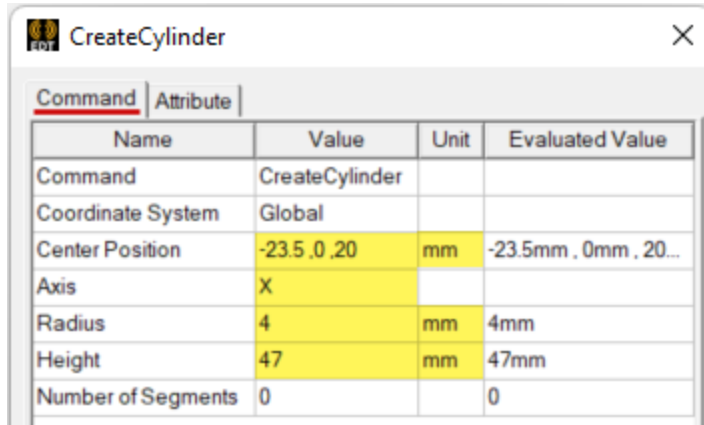 EDT CreateCylinder
Command Attribute
Name Value Unit Evaluated Value
Command CreateCylinder
Coordinate System Global
Center Position -23.5 ,0 ,20 mm -23.5mm , 0mm , 20...
Axis X
Radius 4 mm 4mm
Height 47 mm 47mm
Number of Segments 0 0